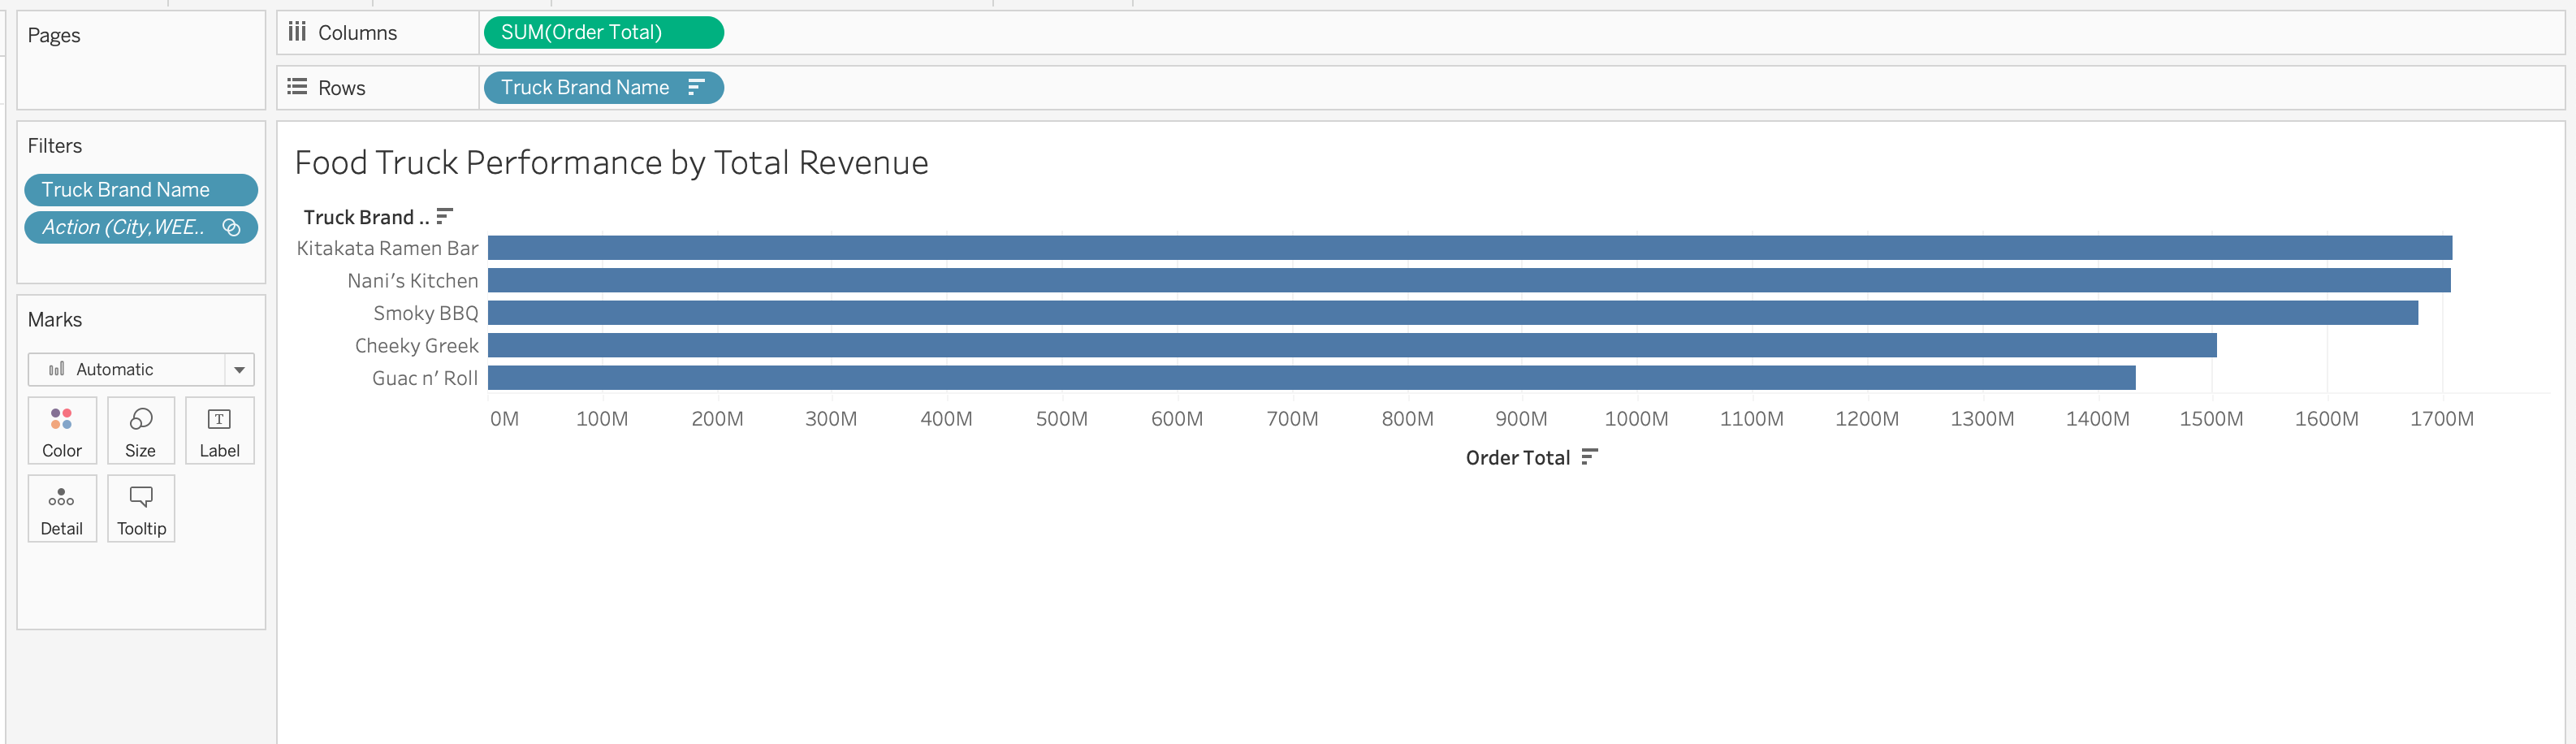 Pages
Columns
SUM(Order Total)
Rows
Truck Brand Name
Filters
Truck Brand Name
Action (City,WEE..
Marks
Automatic
Color
Size
Label
Detail
Tooltip
Food Truck Performance by Total Revenue
Truck Brand ..
Kitakata Ramen Bar
Nani’s Kitchen
Smoky BBQ
Cheeky Greek
Guac n’ Roll
0M 100M 200M 300M 400M 500M 600M 700M 800M 900M 1000M 1100M 1200M 1300M 1400M 1500M 1600M 1700M
Order Total